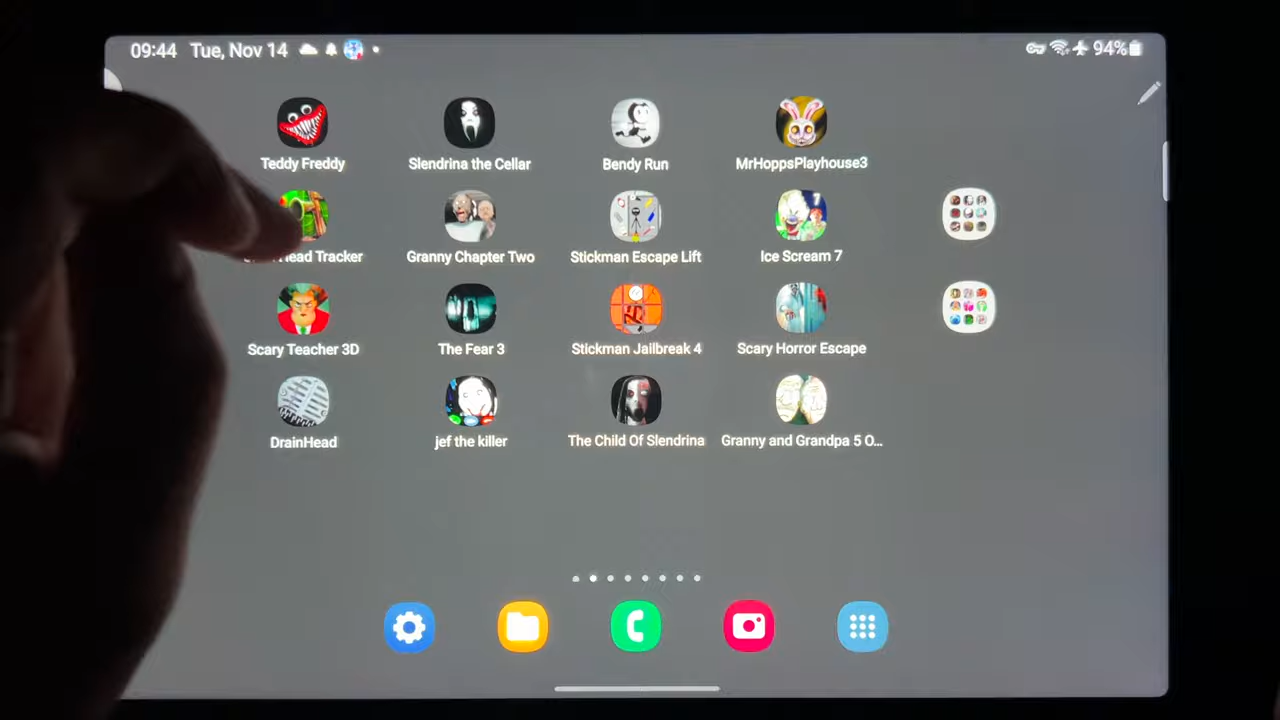 09:44 Tue, Nov 14 94%
Teddy Freddy Slendrina the Cellar Bendy Run MrHoppsPlayhouse3
Head Tracker Granny Chapter Two Stickman Escape Lift Ice Scream 7
Scary Teacher 3D The Fear 3 Stickman Jailbreak 4 Scary Horror Escape
DrainHead jef the killer The Child Of Slendrina Granny and Grandpa 5 O...